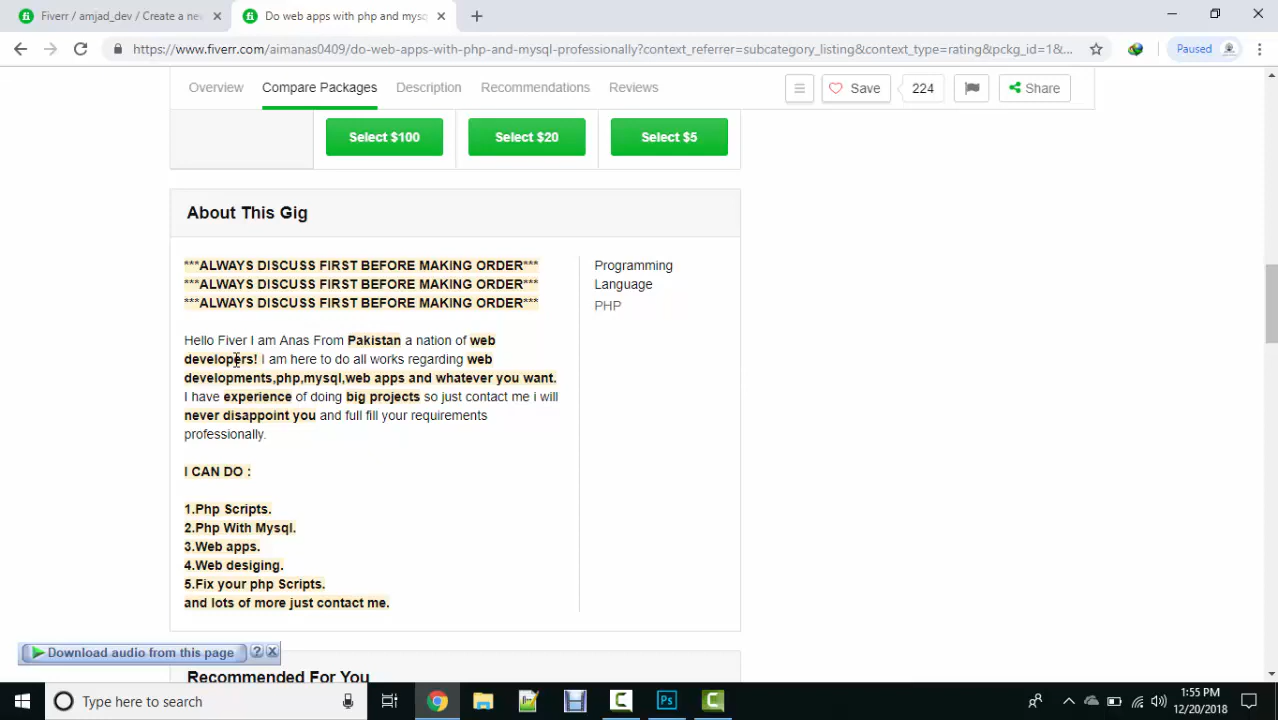 Fiverr / amjad_dev / Create a new
Do web apps with php and mysq
https://www.fiverr.com/aimanas0409/do-web-apps-with-php-and-mysql-professionally?context_referrer=subcategory_listing&context_type=rating&pckg_id=1&...
Paused
Overview
Compare Packages
Description
Recommendations
Reviews
Save
224
Share
Select $100
Select $20
Select $5
About This Gig
***ALWAYS DISCUSS FIRST BEFORE MAKING ORDER***
***ALWAYS DISCUSS FIRST BEFORE MAKING ORDER***
***ALWAYS DISCUSS FIRST BEFORE MAKING ORDER***
Hello Fiver I am Anas From Pakistan a nation of web
developers! I am here to do all works regarding web
developments,php,mysql,web apps and whatever you want.
I have experience of doing big projects so just contact me i will
never disappoint you and full fill your requirements
professionally.
I CAN DO :
1.Php Scripts.
2.Php With Mysql.
3.Web apps.
4.Web desiging.
5.Fix your php Scripts.
and lots of more just contact me.
Programming
Language
PHP
Download audio from this page
?
Recommended For You
Type here to search
1:55 PM
12/20/2018